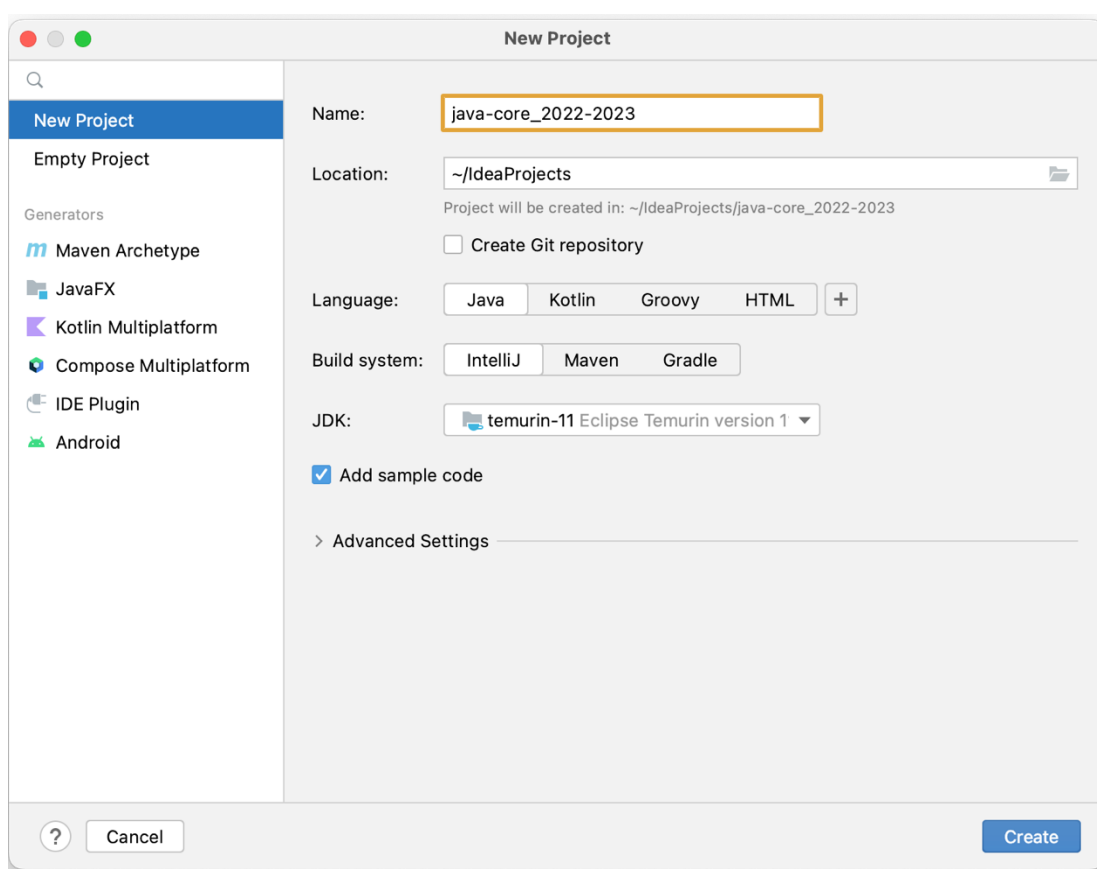 New Project
New Project
Empty Project
Generators
Maven Archetype
JavaFX
Kotlin Multiplatform
Compose Multiplatform
IDE Plugin
Android
Name: java-core_2022-2023
Location: ~/IdeaProjects
Project will be created in: ~/IdeaProjects/java-core_2022-2023
Create Git repository
Language: Java Kotlin Groovy HTML +
Build system: IntelliJ Maven Gradle
JDK: temurin-11 Eclipse Temurin version 1
Add sample code
Advanced Settings
? Cancel Create